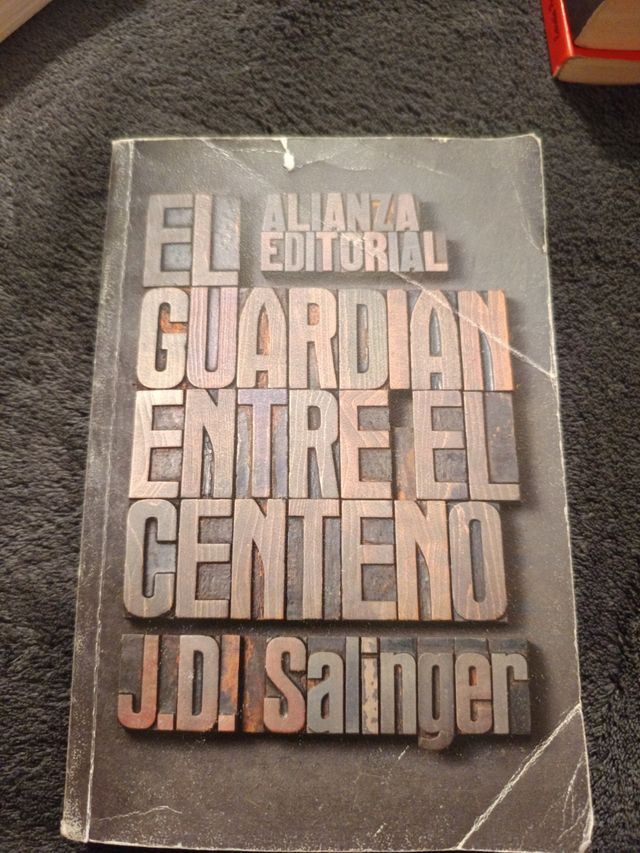 EL
ALIANZA
EDITORIAL
GUARDIAN
ENTRE EL
CENTENO
J.D. Salinger